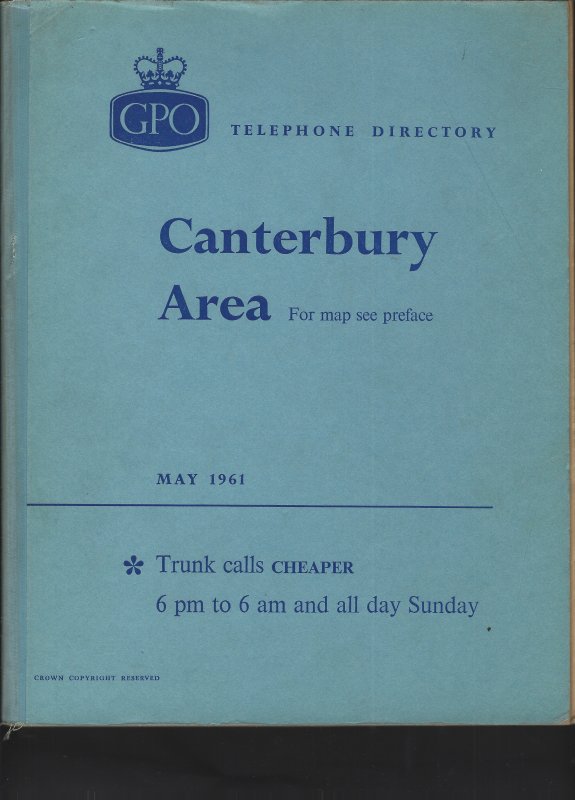 GPO TELEPHONE DIRECTORY
Canterbury
Area For map see preface
MAY 1961
* Trunk calls CHEAPER
6 pm to 6 am and all day Sunday
CROWN COPYRIGHT RESERVED